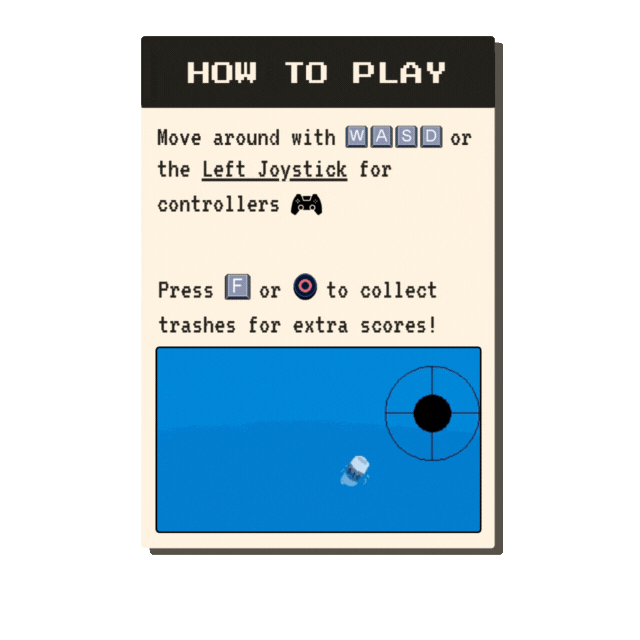 HOW TO PLAY
Move around with W A S D or
the Left Joystick for
controllers
Press F or to collect
trashes for extra scores!